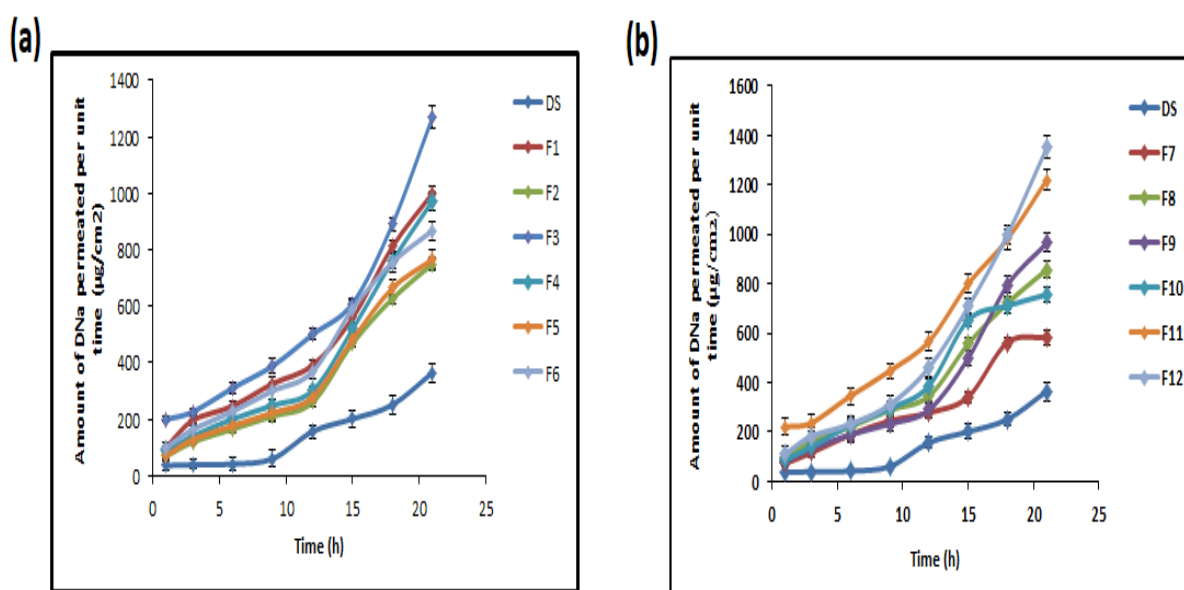 (a)
Amount of DNa permeated per unit
time (µg/cm2)
1400
1200
1000
800
600
400
200
0
0 5 10 15 20 25
Time (h)
DS
F1
F2
F3
F4
F5
F6
(b)
Amount of DNa permeated per unit
time (µg/cm2)
1600
1400
1200
1000
800
600
400
200
0
0 5 10 15 20 25
Time (h)
DS
F7
F8
F9
F10
F11
F12